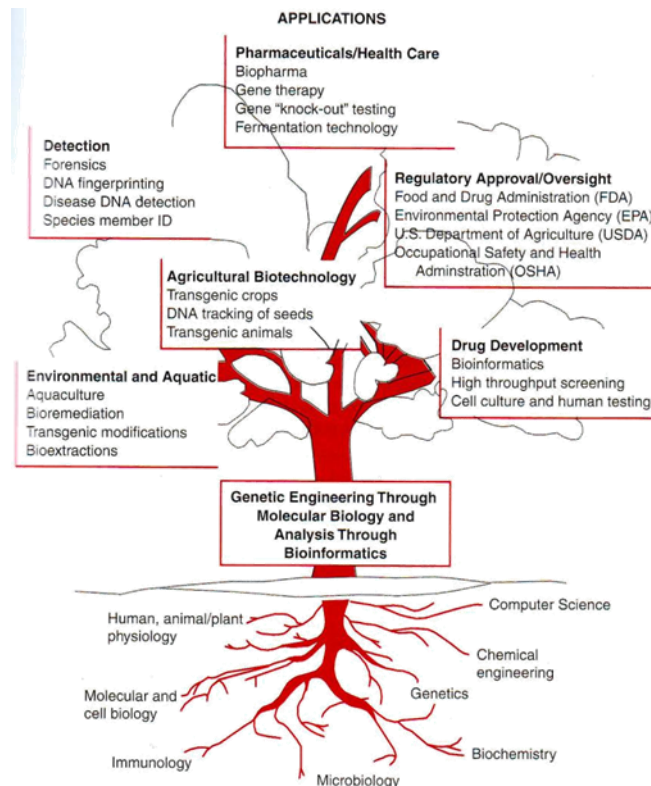 APPLICATIONS
Pharmaceuticals/Health Care
Biopharma
Gene therapy
Gene “knock-out” testing
Fermentation technology
Detection
Forensics
DNA fingerprinting
Disease DNA detection
Species member ID
Regulatory Approval/Oversight
Food and Drug Administration (FDA)
Environmental Protection Agency (EPA)
U.S. Department of Agriculture (USDA)
Occupational Safety and Health
Adminstration (OSHA)
Agricultural Biotechnology
Transgenic crops
DNA tracking of seeds
Transgenic animals
Drug Development
Bioinformatics
High throughput screening
Cell culture and human testing
Environmental and Aquatic
Aquaculture
Bioremediation
Transgenic modifications
Bioextractions
Genetic Engineering Through
Molecular Biology and
Analysis Through
Bioinformatics
Human, animal/plant
physiology
Computer Science
Chemical
engineering
Molecular and
cell biology
Genetics
Immunology
Biochemistry
Microbiology